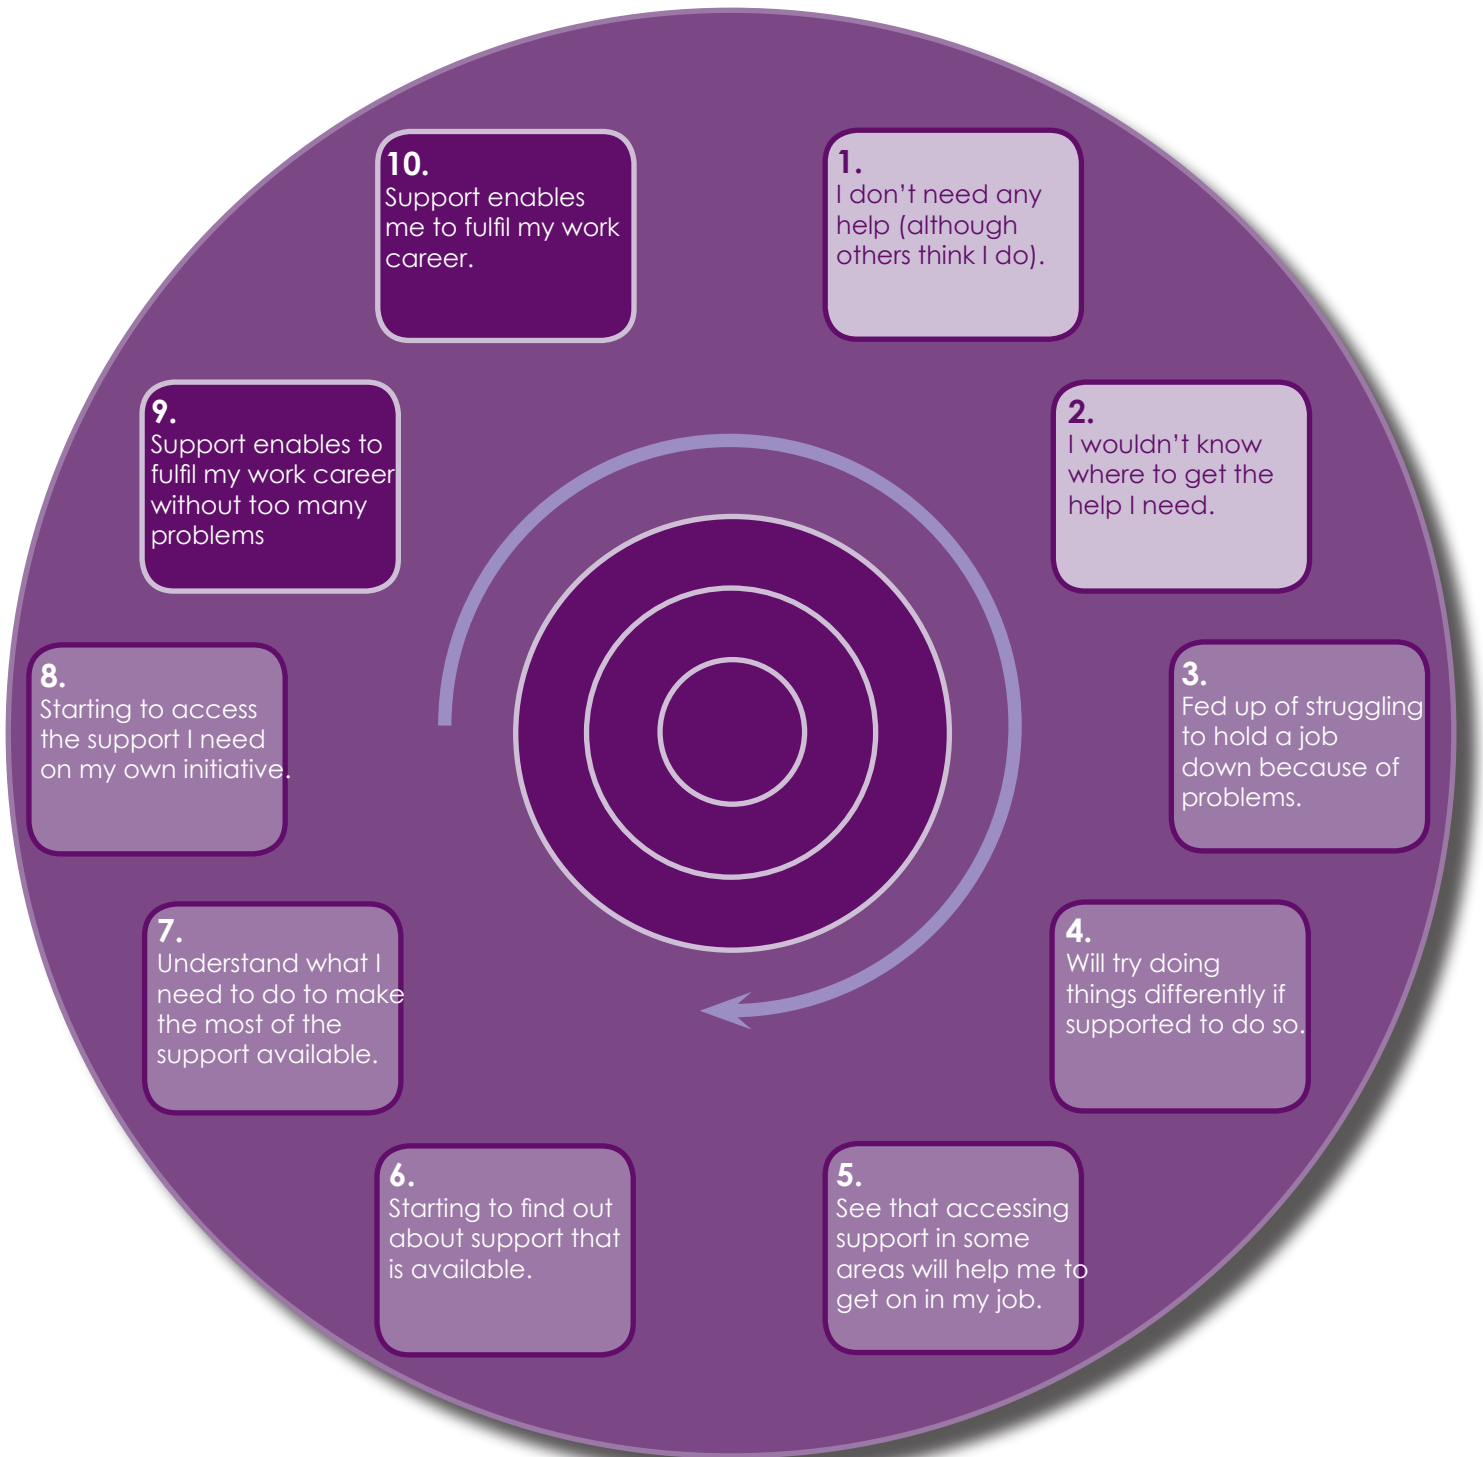 1.
I don’t need any
help (although
others think I do).
2.
I wouldn’t know
where to get the
help I need.
3.
Fed up of struggling
to hold a job
down because of
problems.
4.
Will try doing
things differently if
supported to do so.
5.
See that accessing
support in some
areas will help me to
get on in my job.
6.
Starting to find out
about support that
is available.
7.
Understand what I
need to do to make
the most of the
support available.
8.
Starting to access
the support I need
on my own initiative.
9.
Support enables to
fulfil my work career
without too many
problems
10.
Support enables
me to fulfil my work
career.